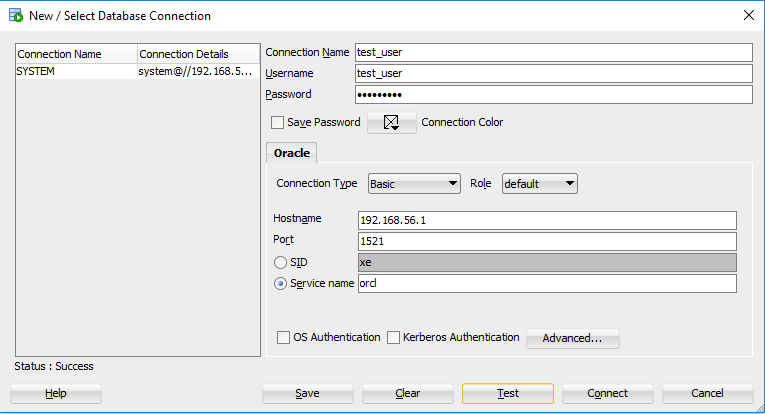 New / Select Database Connection
Connection Name Connection Details
SYSTEM system@//192.168.5...
Connection Name test_user
Username test_user
Password •••••••••
Save Password Connection Color
Oracle
Connection Type Basic Role default
Hostname 192.168.56.1
Port 1521
SID xe
Service name orcl
OS Authentication Kerberos Authentication Advanced...
Status : Success
Help Save Clear Test Connect Cancel